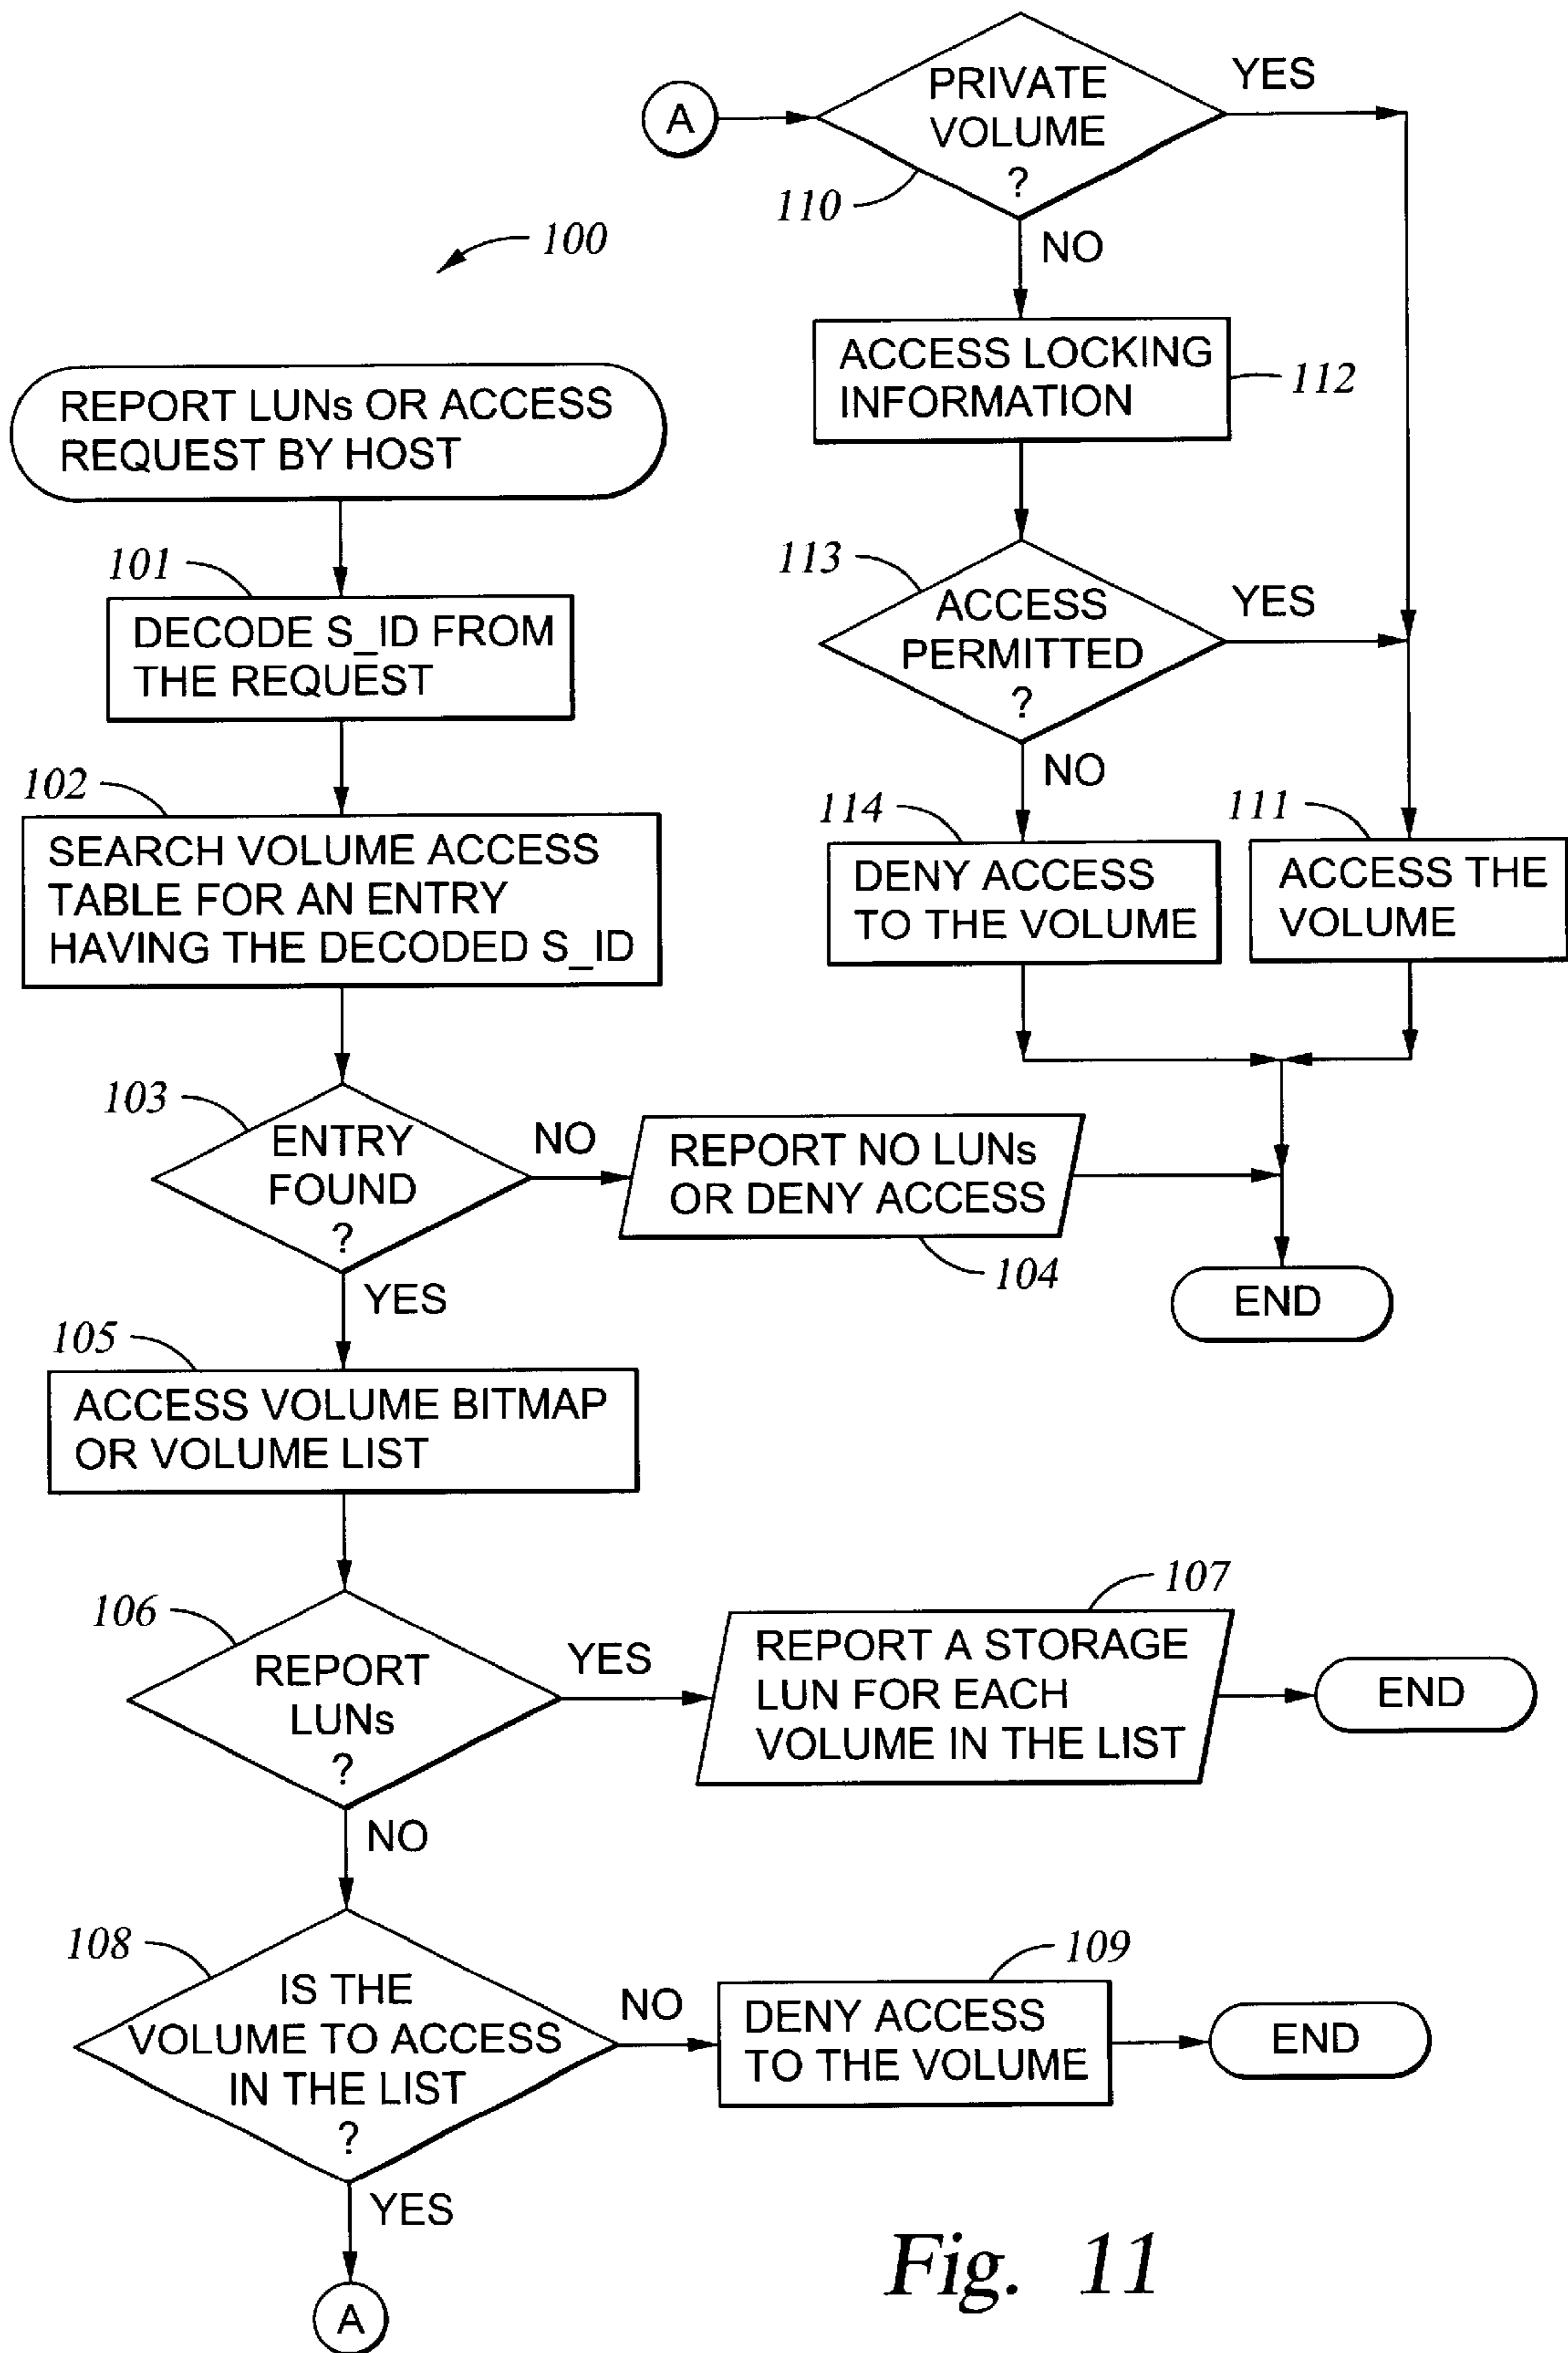 100
REPORT LUNs OR ACCESS
REQUEST BY HOST
101
DECODE S_ID FROM
THE REQUEST
102
SEARCH VOLUME ACCESS
TABLE FOR AN ENTRY
HAVING THE DECODED S_ID
103
ENTRY
FOUND
?
NO
REPORT NO LUNs
OR DENY ACCESS
104
YES
105
ACCESS VOLUME BITMAP
OR VOLUME LIST
106
REPORT
LUNs
?
YES
107
REPORT A STORAGE
LUN FOR EACH
VOLUME IN THE LIST
END
NO
108
IS THE
VOLUME TO ACCESS
IN THE LIST
?
NO
109
DENY ACCESS
TO THE VOLUME
END
YES
A
A
PRIVATE
VOLUME
?
110
YES
NO
ACCESS LOCKING
INFORMATION
112
113
ACCESS
PERMITTED
?
YES
NO
114
DENY ACCESS
TO THE VOLUME
111
ACCESS THE
VOLUME
END
Fig. 11